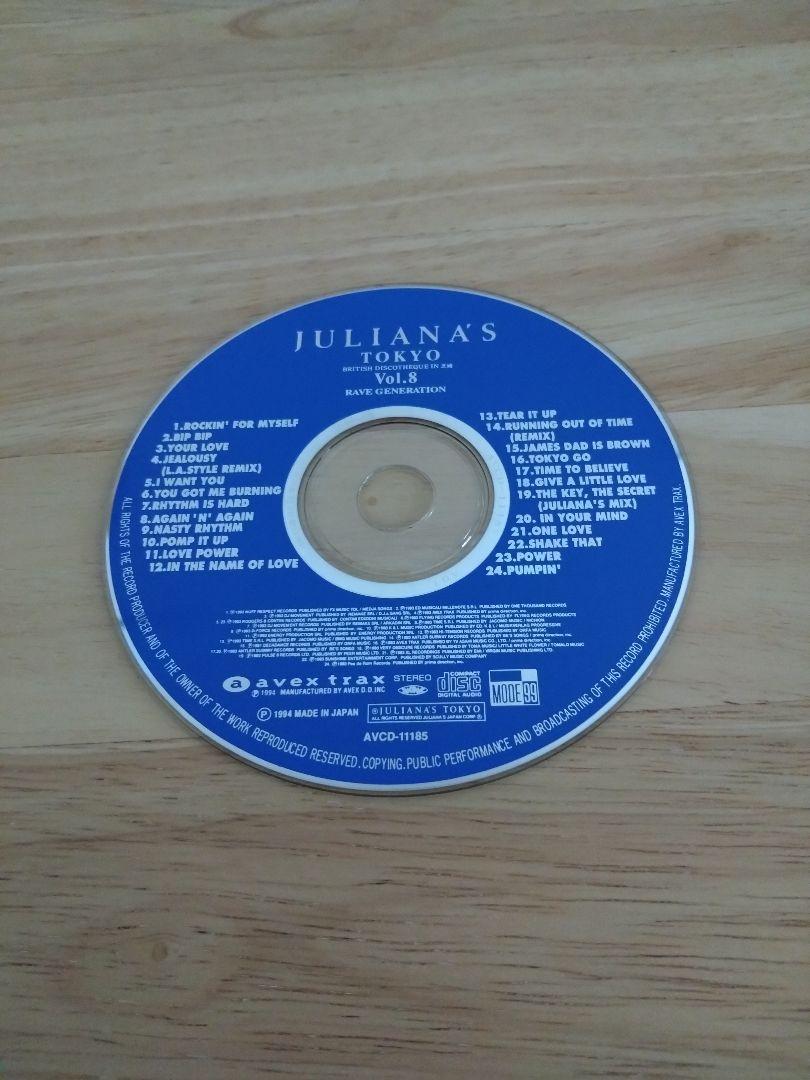 JULIANA'S
TOKYO
BRITISH DISCOTHEQUE IN 芝浦
Vol.8
RAVE GENERATION
1.ROCKIN' FOR MYSELF
2.BIP BIP
3.YOUR LOVE
4.JEALOUSY
(L.A.STYLE REMIX)
5.I WANT YOU
6.YOU GOT ME BURNING
7.RHYTHM IS HARD
8.AGAIN 'N' AGAIN
9.NASTY RHYTHM
10.POMP IT UP
11.LOVE POWER
12.IN THE NAME OF LOVE
13.TEAR IT UP
14.RUNNING OUT OF TIME
(REMIX)
15.JAMES DAD IS BROWN
16.TOKYO GO
17.TIME TO BELIEVE
18.GIVE A LITTLE LOVE
19.THE KEY, THE SECRET
(JULIANA'S MIX)
20. IN YOUR MIND
21.ONE LOVE
22.SHAKE THAT
23.POWER
24.PUMPIN'
a avex trax
℗1994 MANUFACTURED BY AVEX D.D.INC
STEREO
COMPACT
disc
DIGITAL AUDIO
MODE 99
℗ 1994 MADE IN JAPAN
JULIANA'S TOKYO
ALL RIGHTS RESERVED JULIANA'S JAPAN CORP.
AVCD-11185
ALL RIGHTS OF THE RECORD PRODUCER AND OF THE OWNER OF THE WORK REPRODUCED RESERVED. COPYING. PUBLIC PERFORMANCE AND BROADCASTING OF THIS RECORD PROHIBITED. MANUFACTURED BY AVEX TRAX.